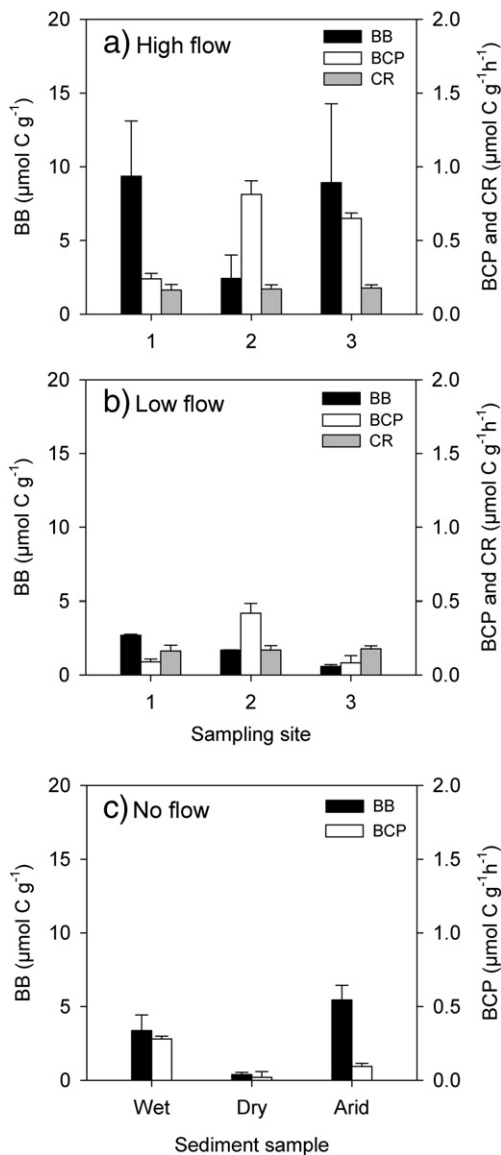 a) High flow
BB
BCP
CR
20
15
10
5
0
BB (µmol C g⁻¹)
2.0
1.5
1.0
0.5
0.0
BCP and CR (µmol C g⁻¹h⁻¹)
1 2 3
b) Low flow
BB
BCP
CR
20
15
10
5
0
BB (µmol C g⁻¹)
2.0
1.5
1.0
0.5
0.0
BCP and CR (µmol C g⁻¹h⁻¹)
1 2 3
Sampling site
c) No flow
BB
BCP
20
15
10
5
0
BB (µmol C g⁻¹)
2.0
1.5
1.0
0.5
0.0
BCP (µmol C g⁻¹h⁻¹)
Wet Dry Arid
Sediment sample